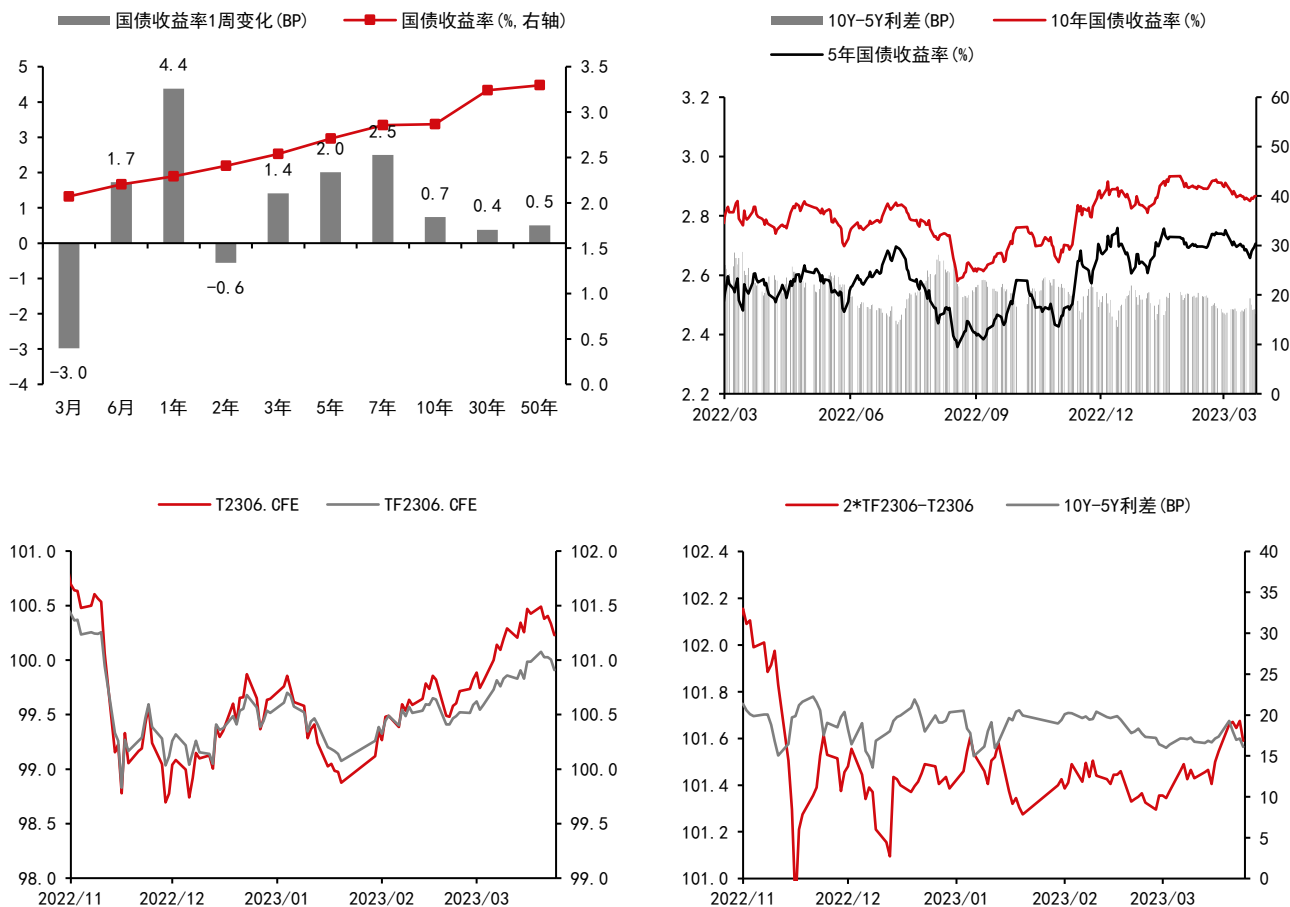 国债收益率1周变化(BP) 国债收益率(%,右轴)
5 4 3 2 1 0 -1 -2 -3 -4
3.5 3.0 2.5 2.0 1.5 1.0 0.5 0.0
-3.0 1.7 4.4 -0.6 1.4 2.0 2.5 0.7 0.4 0.5
3月 6月 1年 2年 3年 5年 7年 10年 30年 50年
10Y-5Y利差(BP) 10年国债收益率(%)
5年国债收益率(%)
3.2 3.0 2.8 2.6 2.4 2.2
60 50 40 30 20 10 0
2022/03 2022/06 2022/09 2022/12 2023/03
T2306.CFE TF2306.CFE
101.0 100.5 100.0 99.5 99.0 98.5 98.0
102.0 101.5 101.0 100.5 100.0 99.5 99.0
2022/11 2022/12 2023/01 2023/02 2023/03
2*TF2306-T2306 10Y-5Y利差(BP)
102.4 102.2 102.0 101.8 101.6 101.4 101.2 101.0
40 35 30 25 20 15 10 5 0
2022/11 2022/12 2023/01 2023/02 2023/03